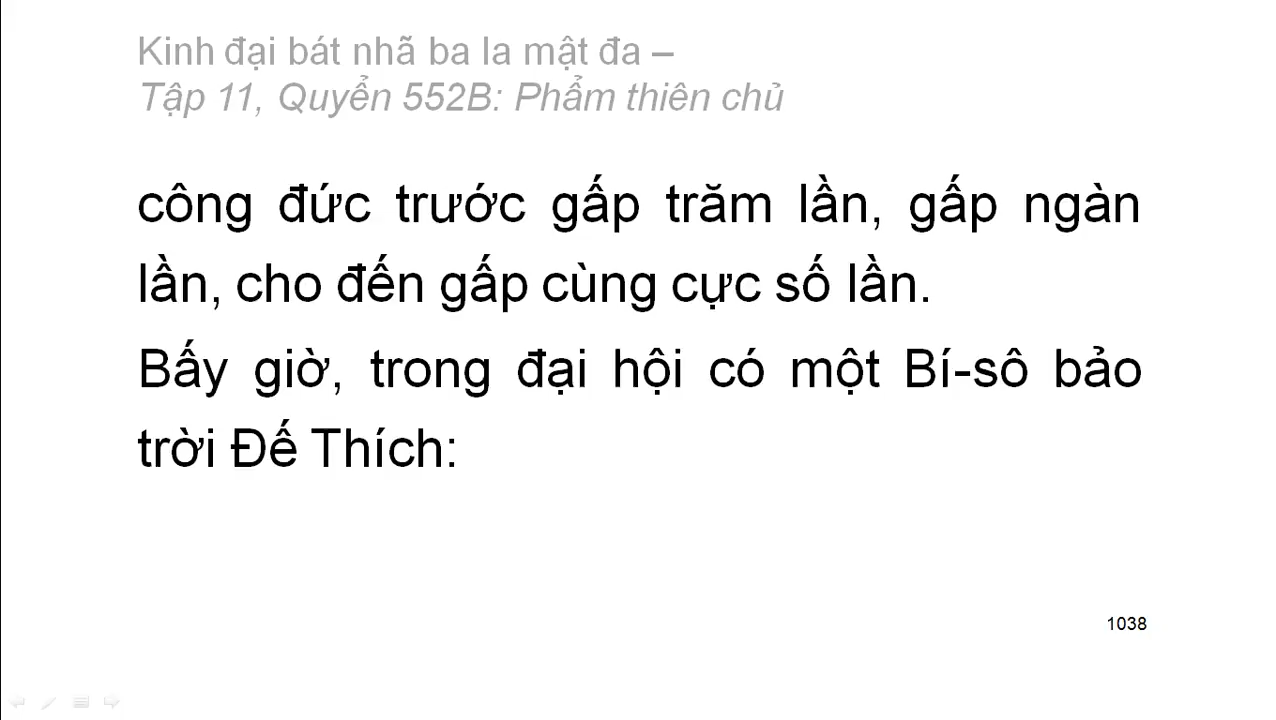 Kinh đại bát nhã ba la mật đa –
Tập 11, Quyển 552B: Phẩm thiên chủ
công đức trước gấp trăm lần, gấp ngàn
lần, cho đến gấp cùng cực số lần.
Bấy giờ, trong đại hội có một Bí-sô bảo
trời Đế Thích:
1038